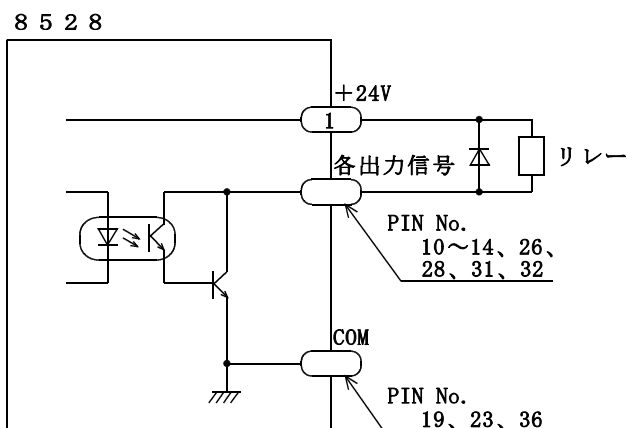 ８５２８
＋24V
1
各出力信号
リレー
PIN No.
10～14、26、
28、31、32
COM
PIN No.
19、23、36